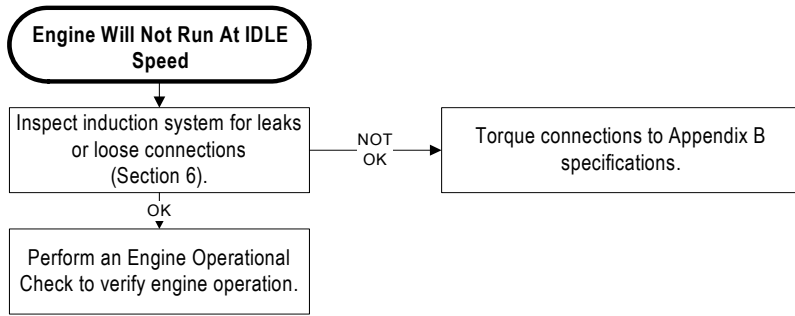 Engine Will Not Run At IDLE
Speed
Inspect induction system for leaks
or loose connections
(Section 6).
NOT
OK
Torque connections to Appendix B
specifications.
OK
Perform an Engine Operational
Check to verify engine operation.